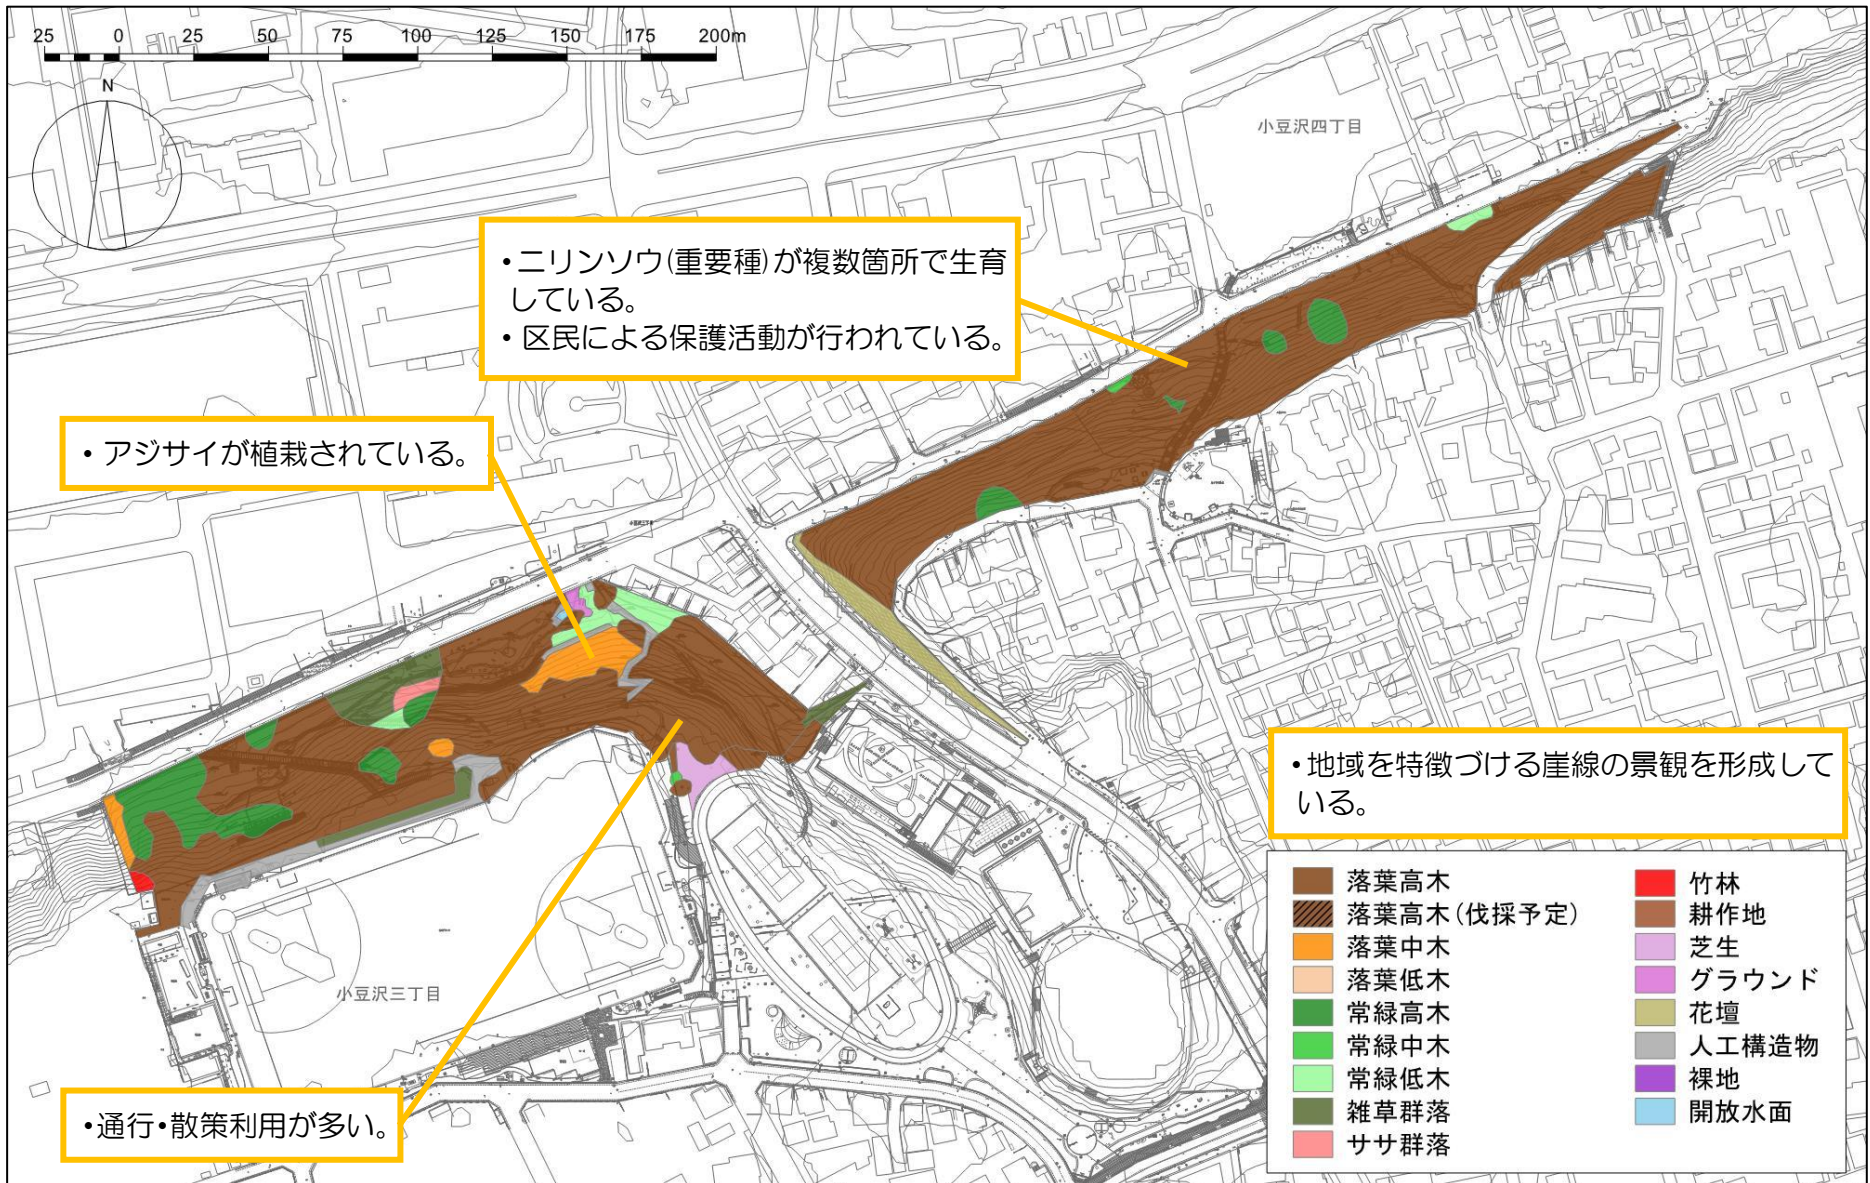 25 0 25 50 75 100 125 150 175 200m
N
小豆沢四丁目
・ニリンソウ(重要種)が複数箇所で生育
している。
・区民による保護活動が行われている。
・アジサイが植栽されている。
・地域を特徴づける崖線の景観を形成して
いる。
小豆沢三丁目
・通行・散策利用が多い。
落葉高木
落葉高木(伐採予定)
落葉中木
落葉低木
常緑高木
常緑中木
常緑低木
雑草群落
ササ群落
竹林
耕作地
芝生
グラウンド
花壇
人工構造物
裸地
開放水面